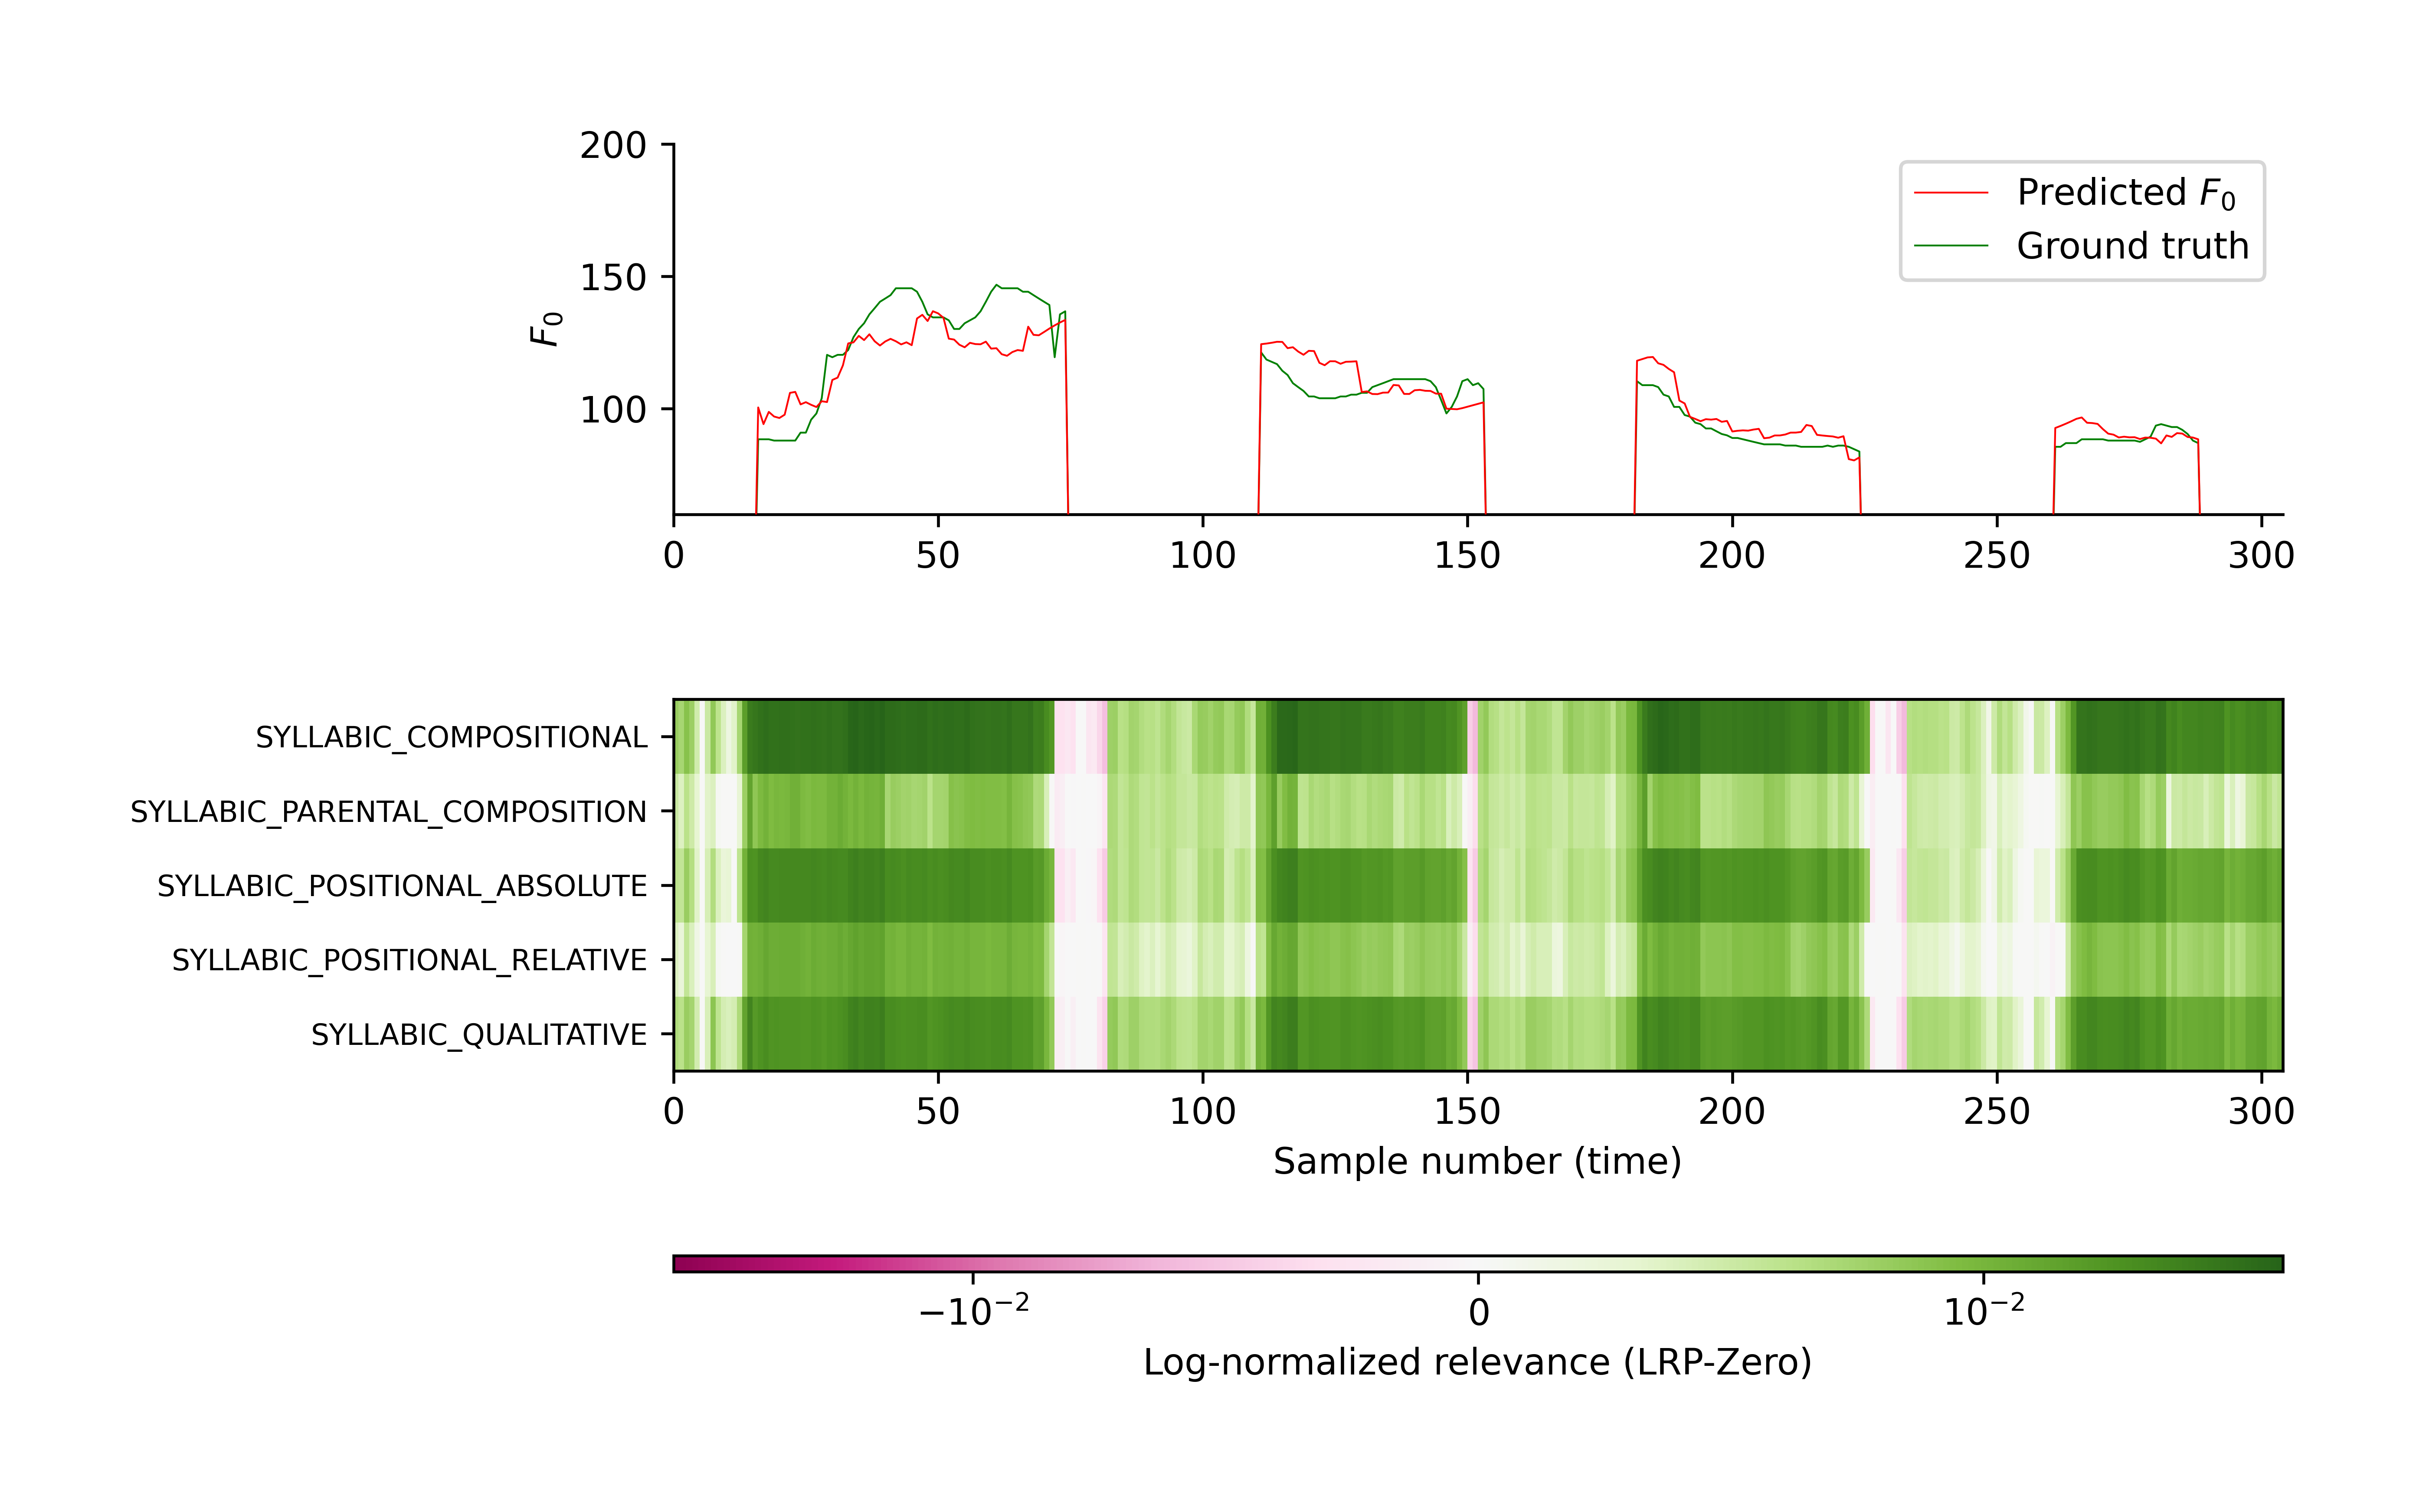 200
150
100
F0
Predicted F0
Ground truth
0 50 100 150 200 250 300
SYLLABIC_COMPOSITIONAL
SYLLABIC_PARENTAL_COMPOSITION
SYLLABIC_POSITIONAL_ABSOLUTE
SYLLABIC_POSITIONAL_RELATIVE
SYLLABIC_QUALITATIVE
0 50 100 150 200 250 300
Sample number (time)
−10⁻² 0 10⁻²
Log-normalized relevance (LRP-Zero)